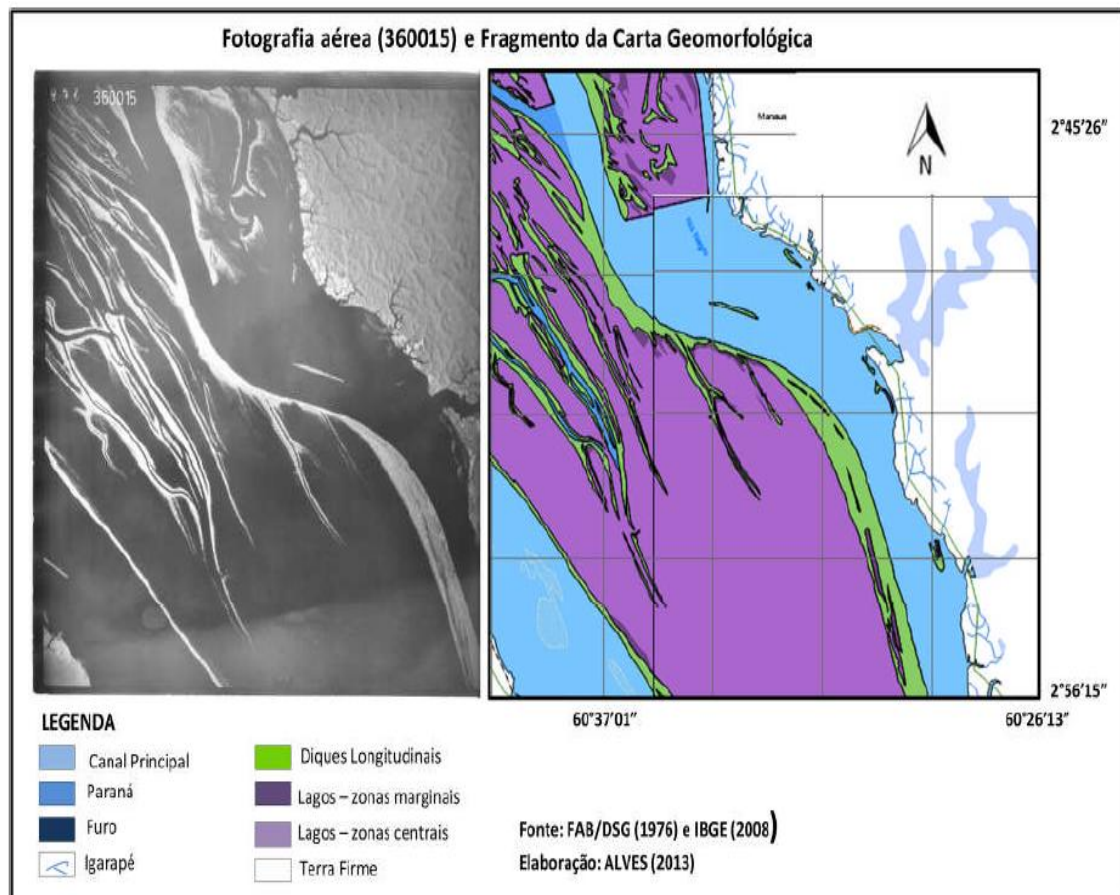 Fotografia aérea (360015) e Fragmento da Carta Geomorfológica
360015
Manaus
N
2°45'26"
2°56'15"
60°37'01"
60°26'13"
LEGENDA
Canal Principal
Paraná
Furo
Igarapé
Diques Longitudinais
Lagos – zonas marginais
Lagos – zonas centrais
Terra Firme
Fonte: FAB/DSG (1976) e IBGE (2008)
Elaboração: ALVES (2013)